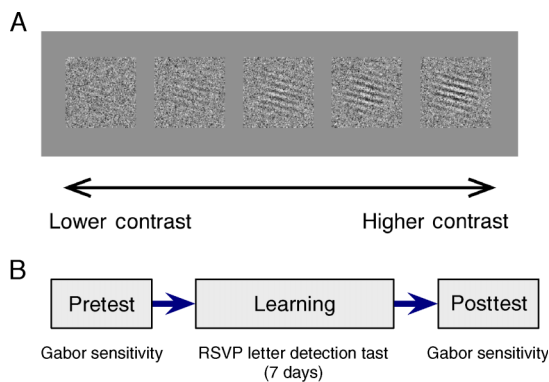 A
Lower contrast
Higher contrast
B
Pretest
Learning
Posttest
Gabor sensitivity
RSVP letter detection tast
(7 days)
Gabor sensitivity